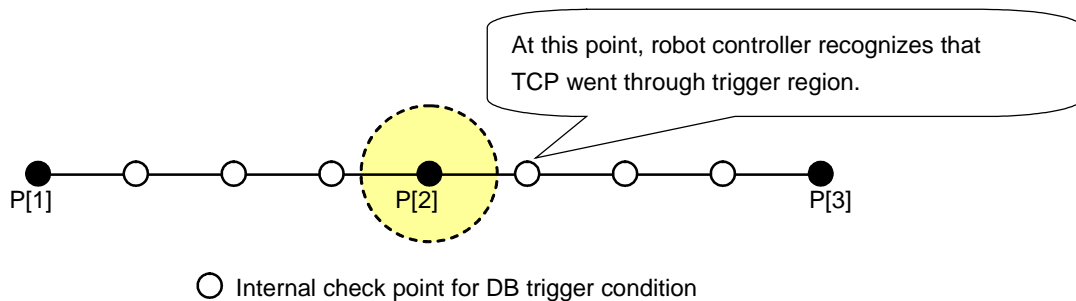 At this point, robot controller recognizes that
TCP went through trigger region.
P[1]
P[2]
P[3]
Internal check point for DB trigger condition